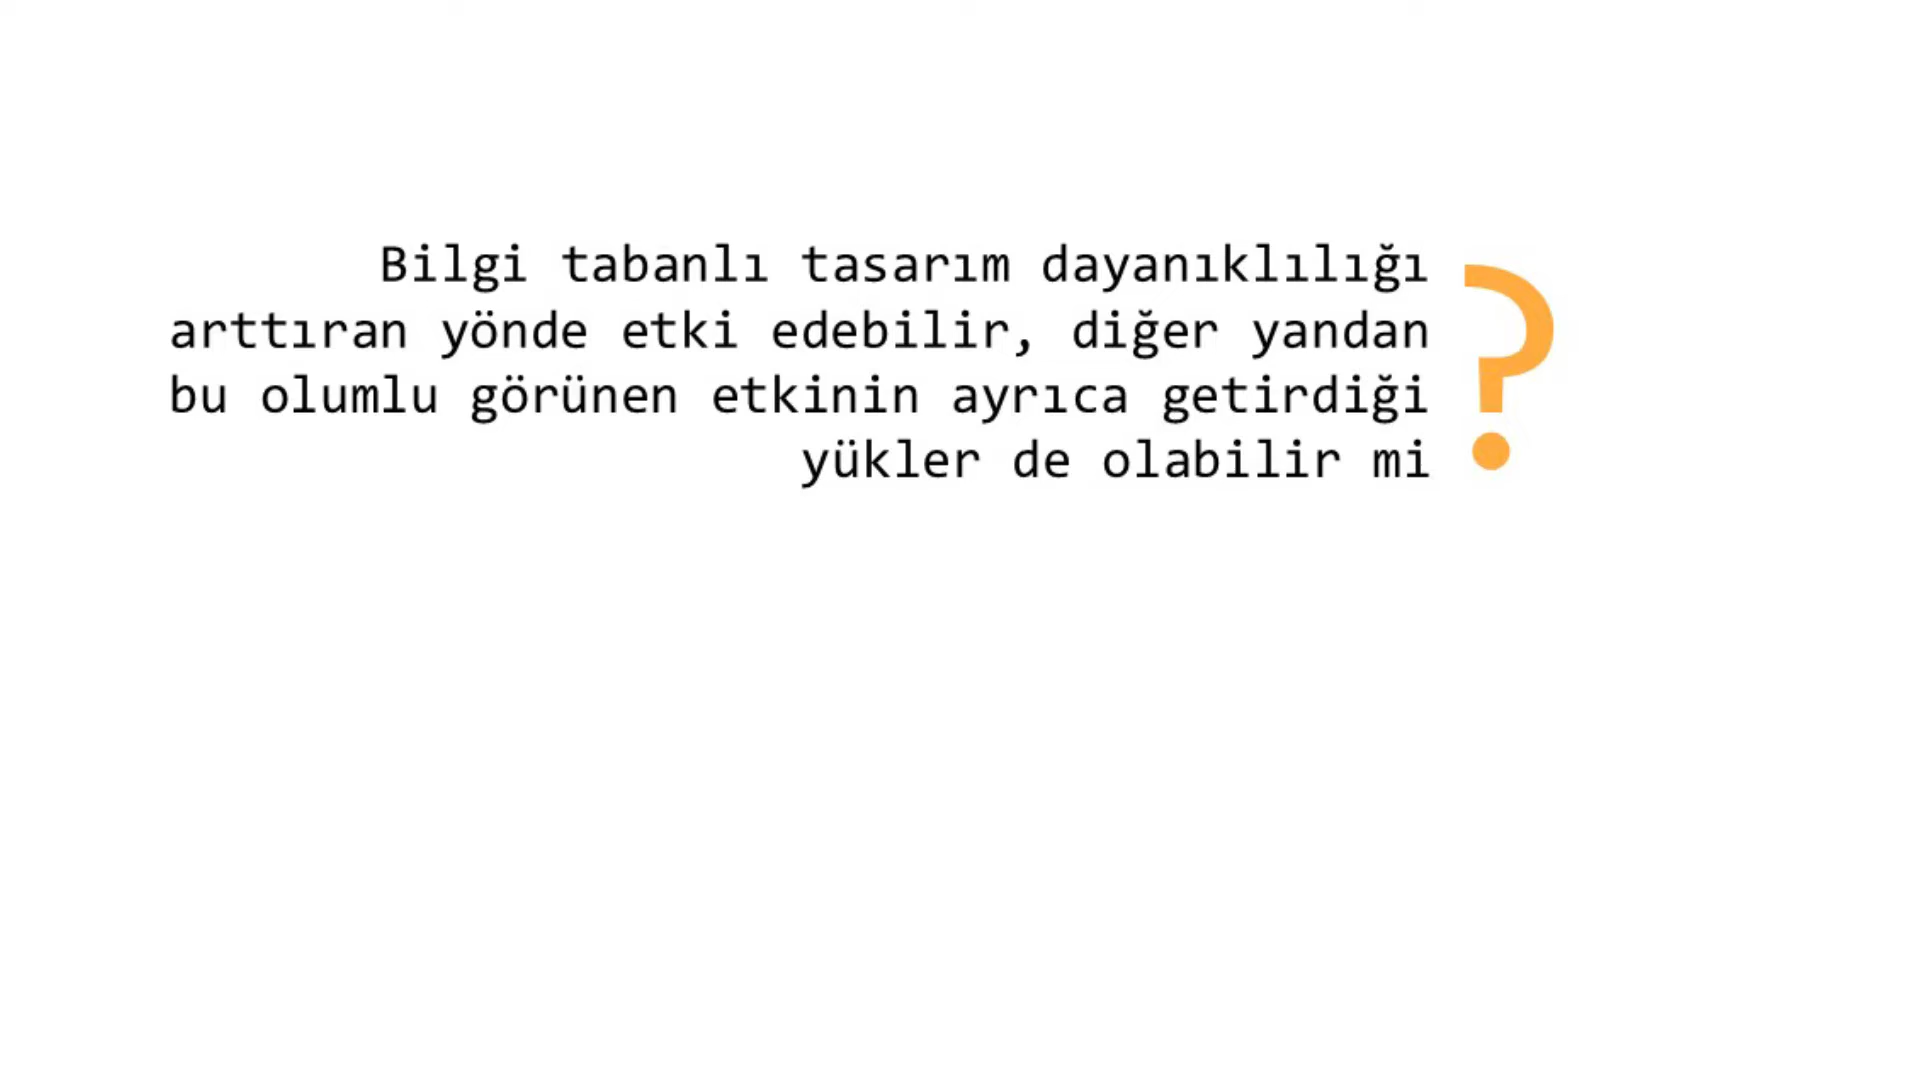 Bilgi tabanlı tasarım dayanıklılığı
arttıran yönde etki edebilir, diğer yandan
bu olumlu görünen etkinin ayrıca getirdiği
yükler de olabilir mi ?